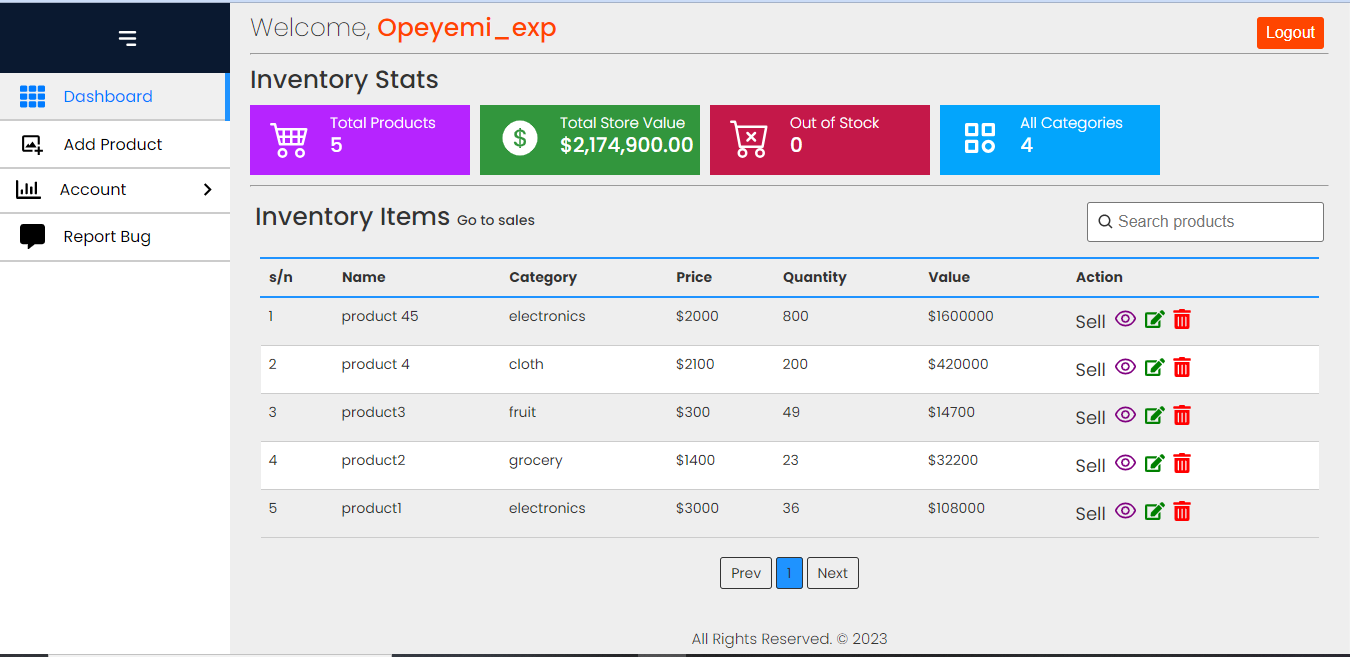 Welcome, Opeyemi_exp
Logout
Dashboard
Add Product
Account
Report Bug
Inventory Stats
Total Products
5
Total Store Value
$2,174,900.00
Out of Stock
0
All Categories
4
Inventory Items Go to sales
Search products
s/n Name Category Price Quantity Value Action
1 product 45 electronics $2000 800 $1600000 Sell
2 product 4 cloth $2100 200 $420000 Sell
3 product3 fruit $300 49 $14700 Sell
4 product2 grocery $1400 23 $32200 Sell
5 product1 electronics $3000 36 $108000 Sell
Prev 1 Next
All Rights Reserved. © 2023